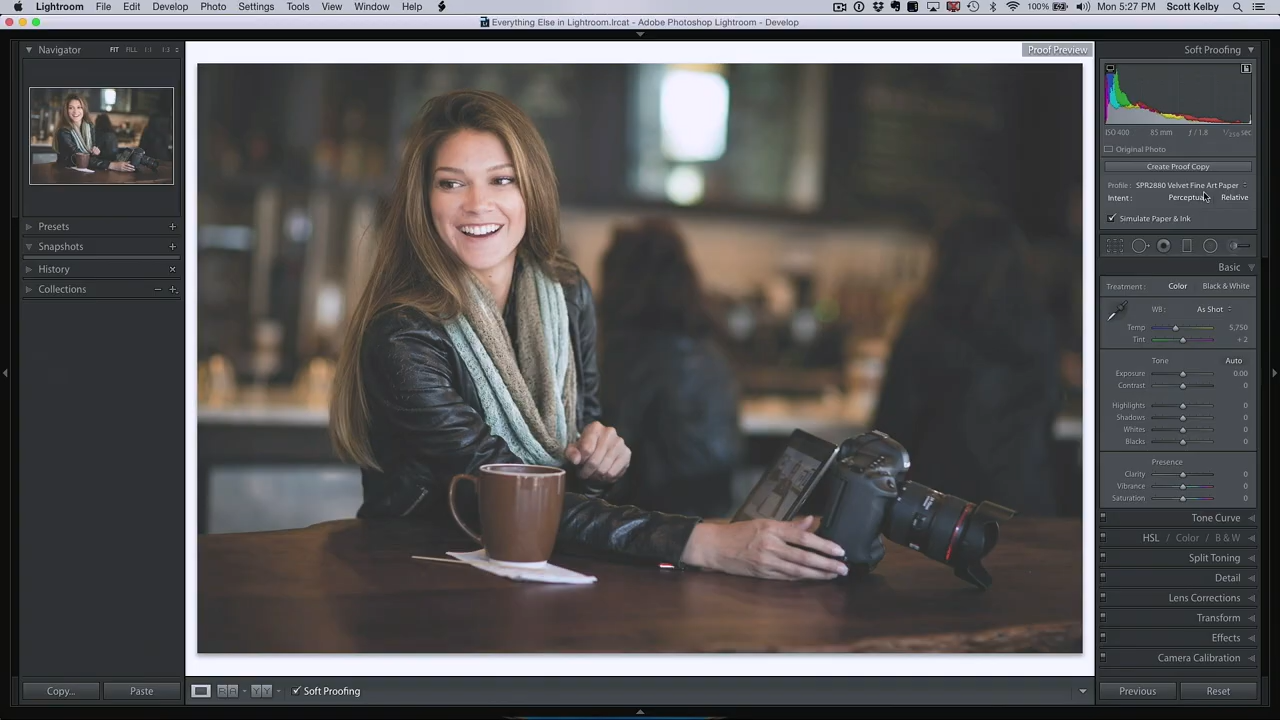 Lightroom File Edit Develop Photo Settings Tools View Window Help 100% Mon 5:27 PM Scott Kelby
Everything Else in Lightroom.lrcat - Adobe Photoshop Lightroom - Develop
Navigator FIT FILL 1:1 1:3
Proof Preview
Soft Proofing
ISO 400 85 mm ƒ / 1.8
Original Photo
Create Proof Copy
Profile : SPR2880 Velvet Fine Art Paper
Intent : Perceptual Relative
Simulate Paper & Ink
Presets
Snapshots
History
Collections
Basic
Treatment : Color Black & White
WB : As Shot
Temp 5,750
Tint + 2
Tone Auto
Exposure 0.00
Contrast 0
Highlights 0
Shadows 0
Whites 0
Blacks 0
Presence
Clarity 0
Vibrance 0
Saturation 0
Tone Curve
HSL / Color / B & W
Split Toning
Detail
Lens Corrections
Transform
Effects
Camera Calibration
Copy... Paste
Soft Proofing
Previous Reset